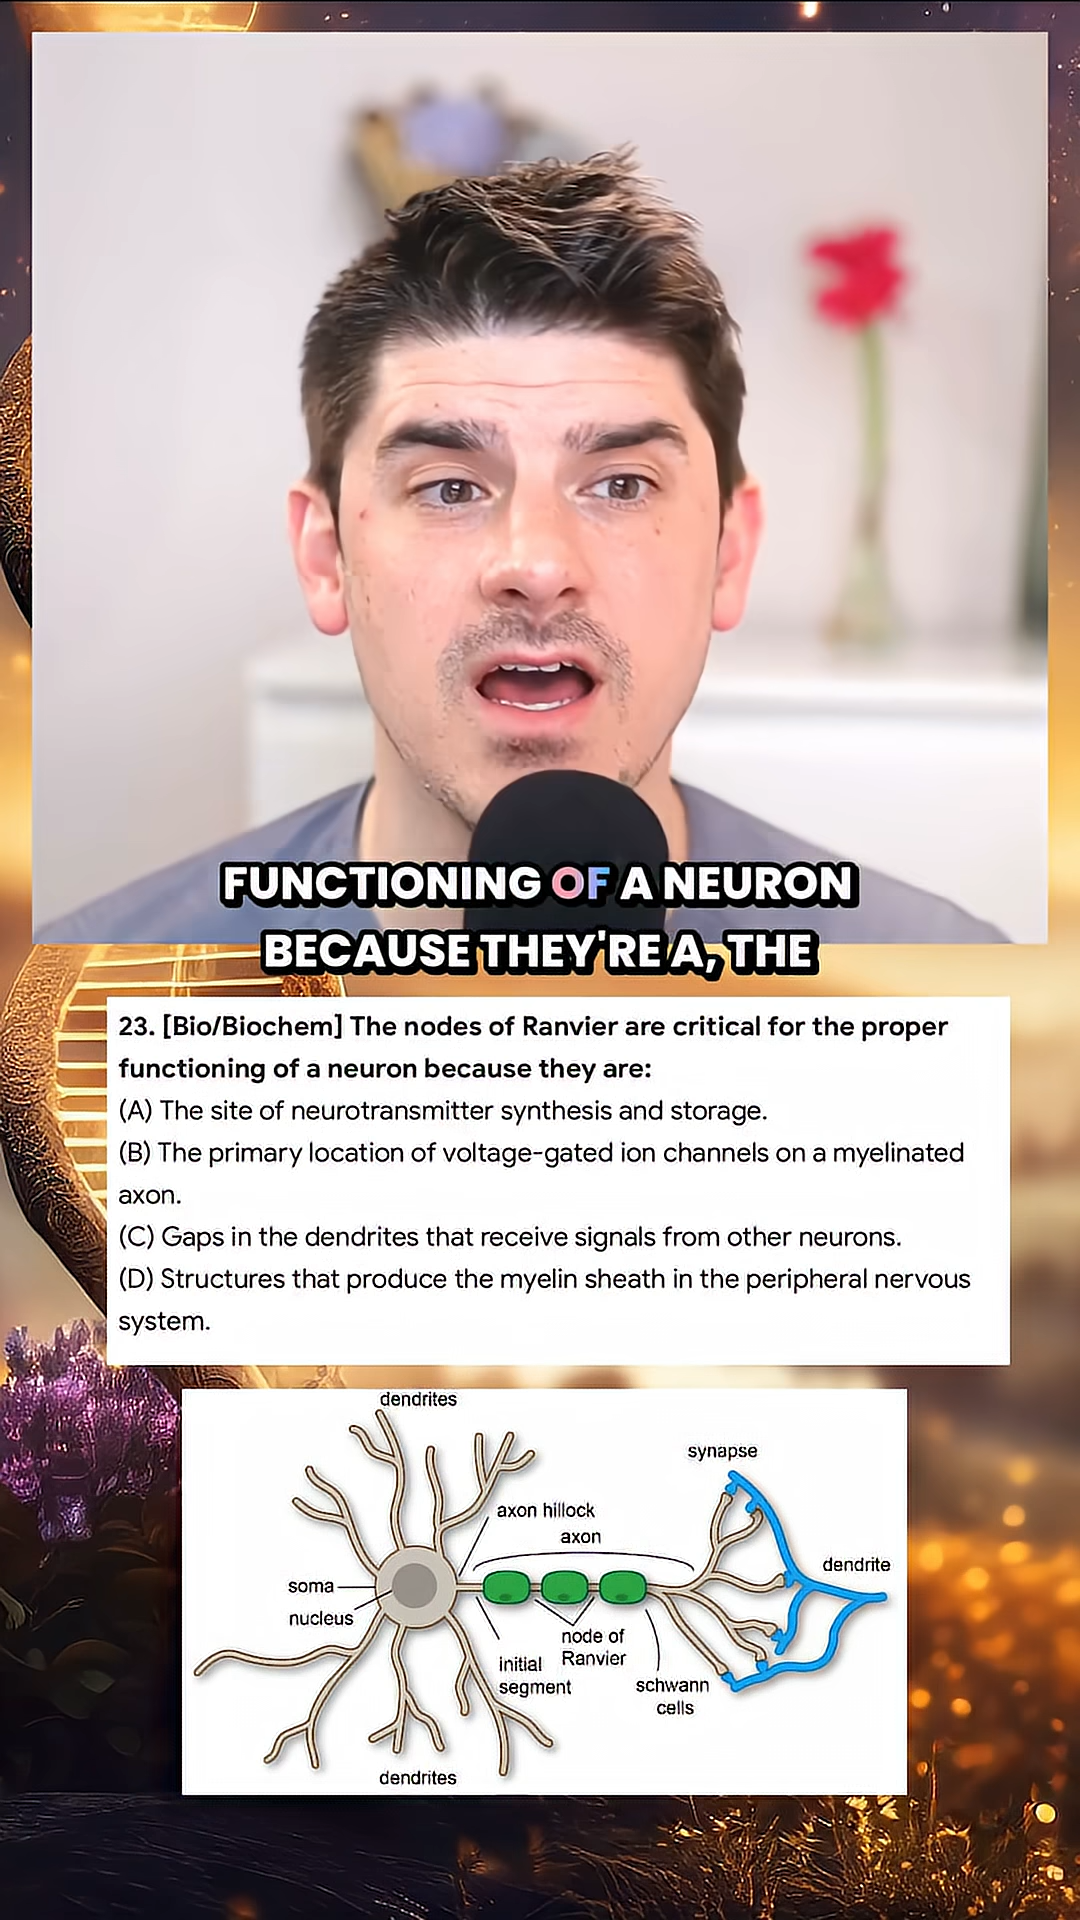 FUNCTIONING OF A NEURON
BECAUSE THEY'RE A, THE
23. [Bio/Biochem] The nodes of Ranvier are critical for the proper
functioning of a neuron because they are:
(A) The site of neurotransmitter synthesis and storage.
(B) The primary location of voltage-gated ion channels on a myelinated
axon.
(C) Gaps in the dendrites that receive signals from other neurons.
(D) Structures that produce the myelin sheath in the peripheral nervous
system.
dendrites
synapse
axon hillock
axon
dendrite
soma
nucleus
node of
Ranvier
initial
segment
schwann
cells
dendrites